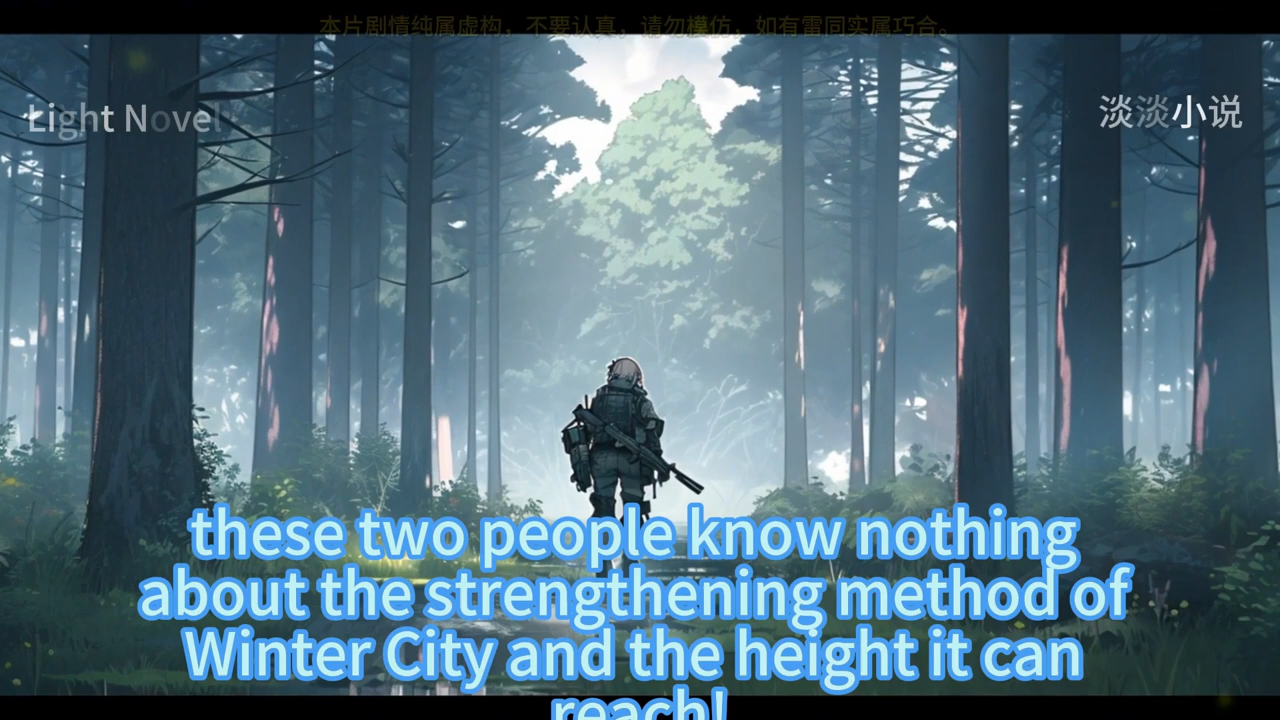 本片剧情纯属虚构，不要认真，请勿模仿，如有雷同实属巧合。
Light Novel
淡淡小说
these two people know nothing
about the strengthening method of
Winter City and the height it can
reach!